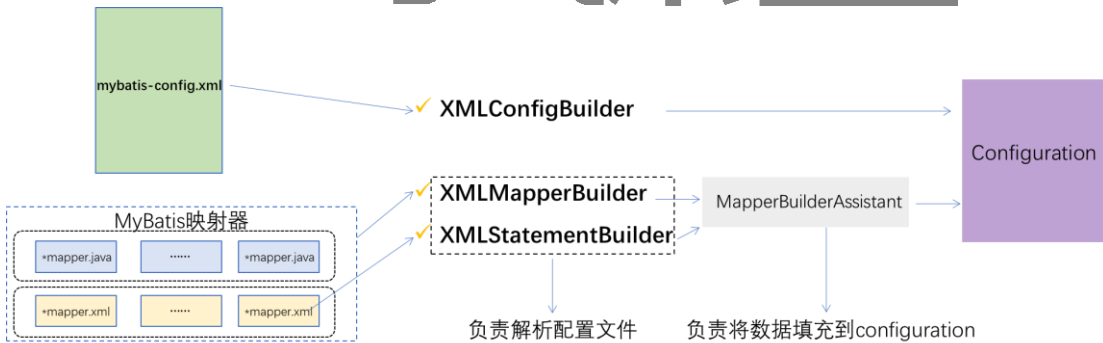 mybatis-config.xml
XMLConfigBuilder
Configuration
XMLMapperBuilder
MapperBuilderAssistant
XMLStatementBuilder
MyBatis映射器
*mapper.java
······
*mapper.java
*mapper.xml
······
*mapper.xml
负责解析配置文件
负责将数据填充到configuration